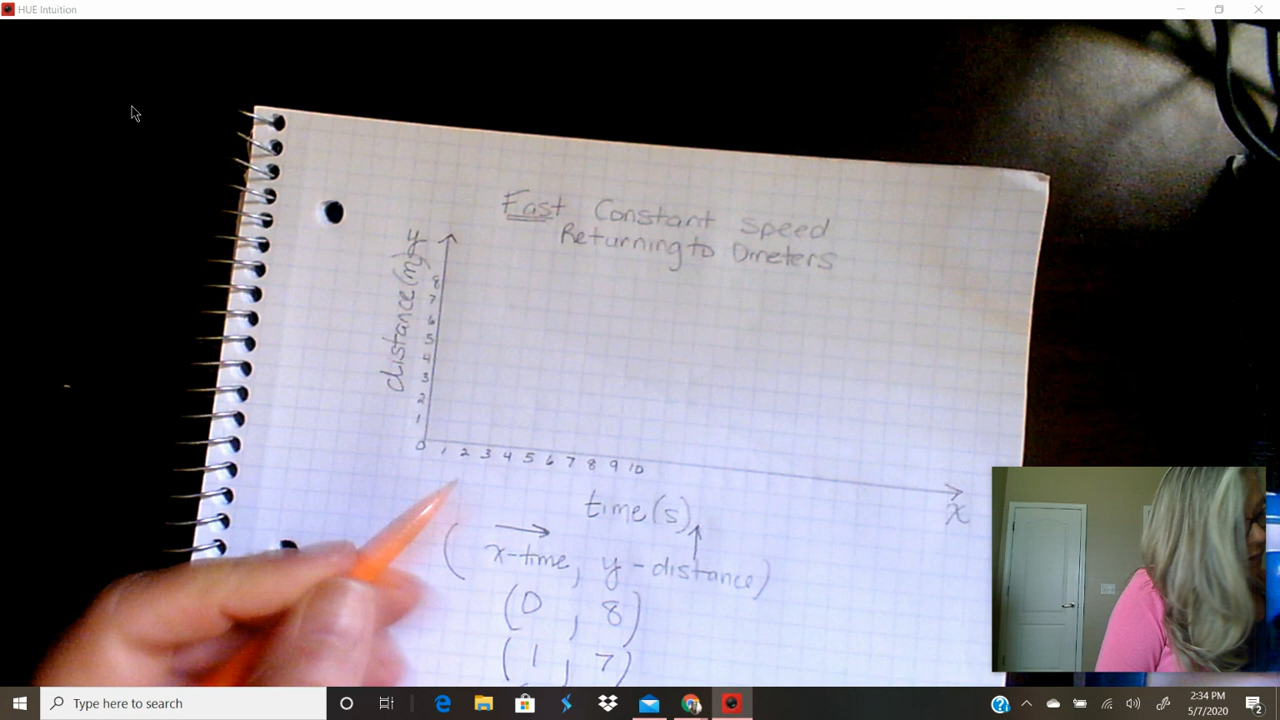 HUE Intuition
Fast Constant speed
Returning to 0meters
y
distance(m)
8
7
6
5
4
3
2
1
0 1 2 3 4 5 6 7 8 9 10
time(s)
x
( x-time, y-distance)
(0 , 8)
(1 , 7)
Type here to search
2:34 PM
5/7/2020
2